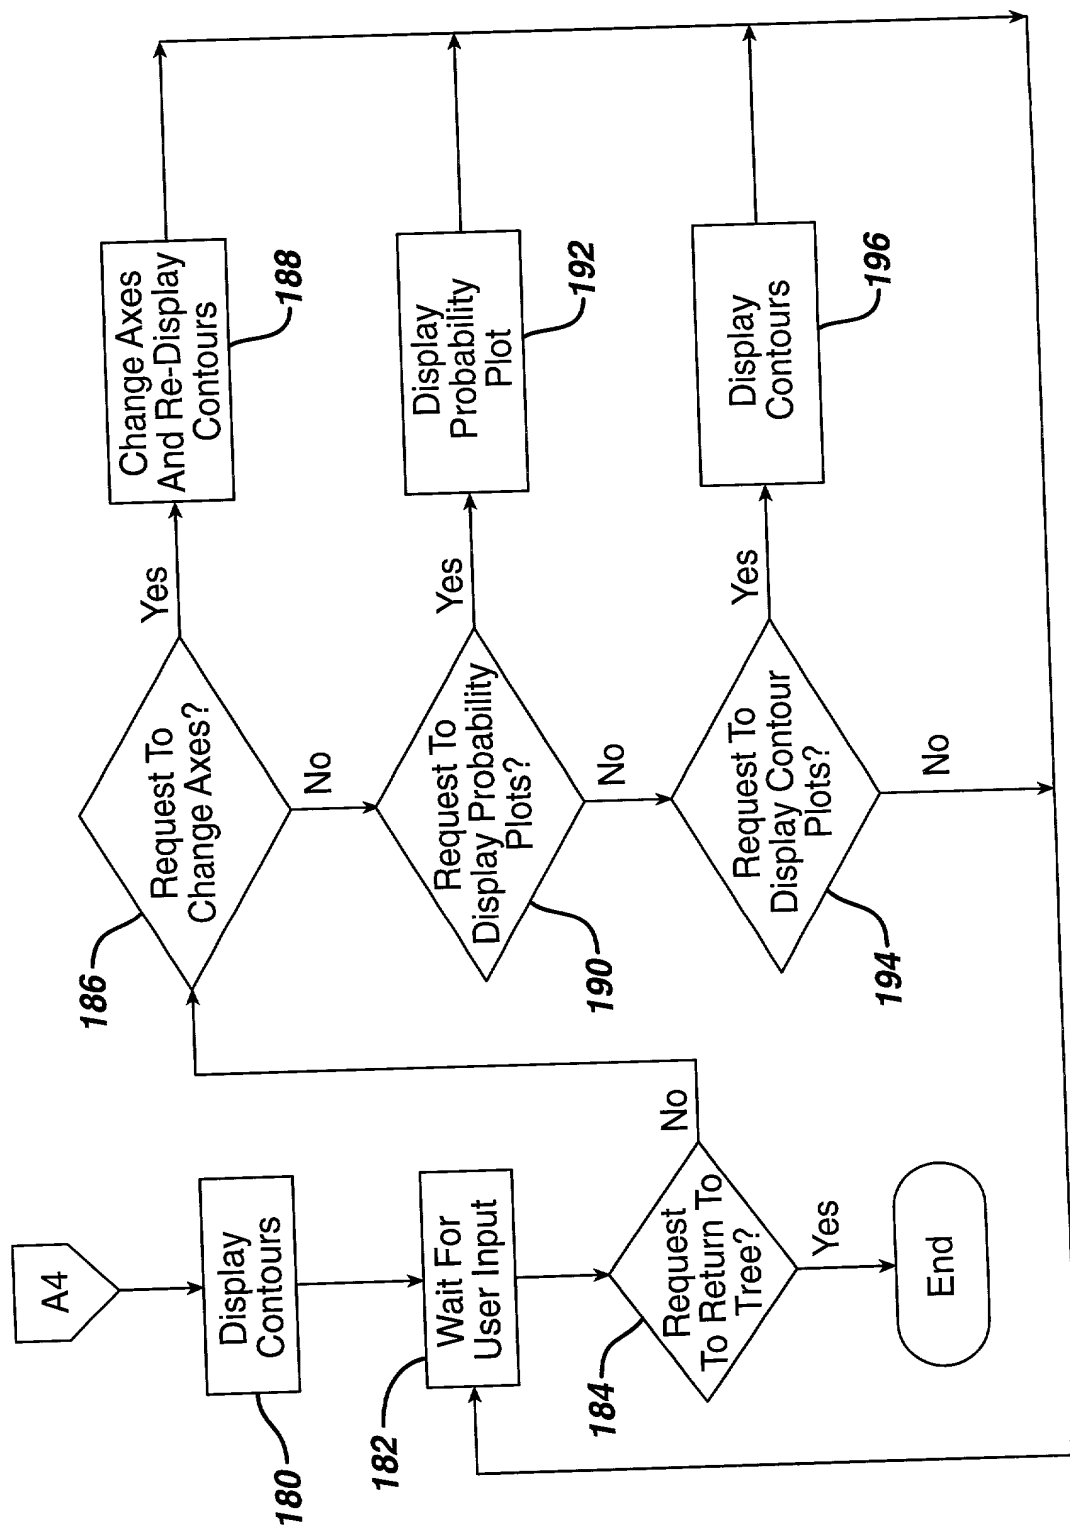 A4
Display
Contours
180
Wait For
User Input
182
Request
To Return To
Tree?
184
No
Yes
End
Request To
Change Axes?
186
Yes
No
Change Axes
And Re-Display
Contours
188
Request To
Display Probability
Plots?
190
Yes
No
Display
Probability
Plot
192
Request To
Display Contour
Plots?
194
Yes
No
Display
Contours
196